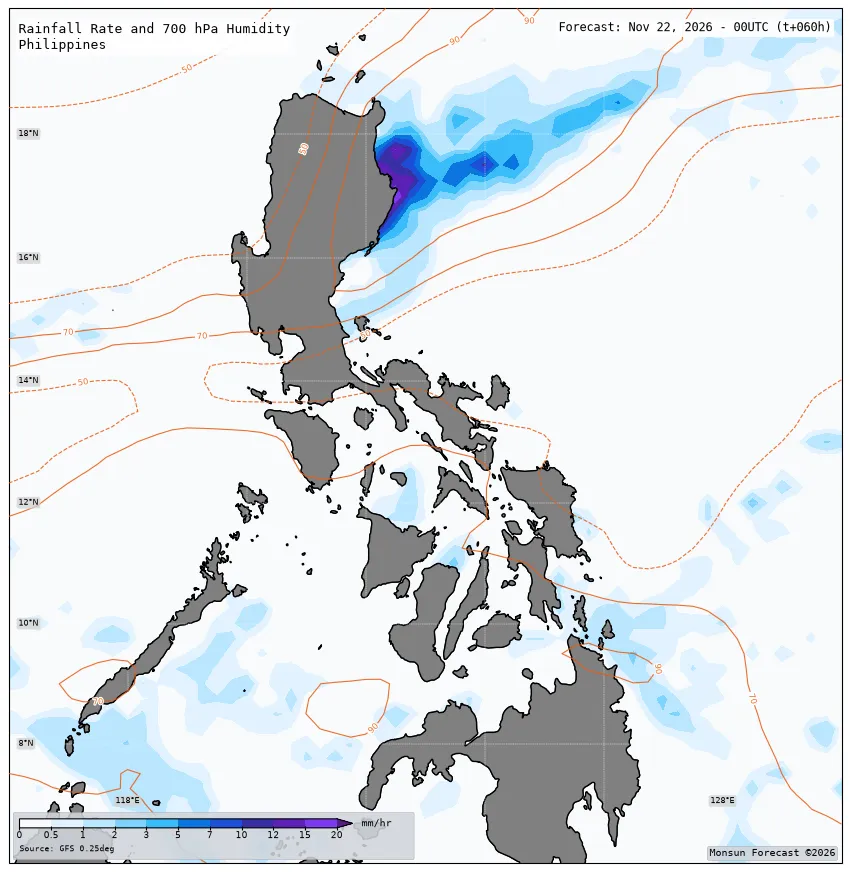 Rainfall Rate and 700 hPa Humidity
Philippines
Forecast: Nov 22, 2026 - 00UTC (t+060h)
90
90
50
18°N
50
16°N
70
70
50
14°N
12°N
10°N
90
70
70
90
8°N
118°E
128°E
mm/hr
0 0.5 1 2 3 5 7 10 12 15 20
Source: GFS 0.25deg
Monsun Forecast ©2026